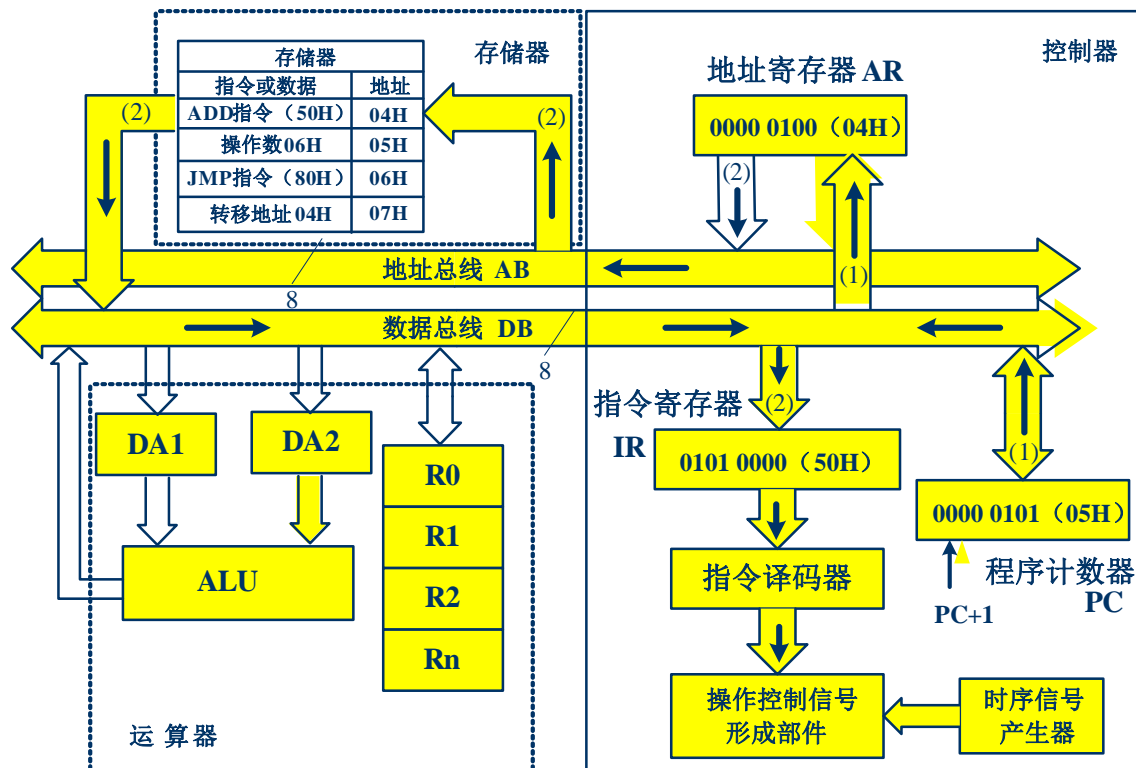 存储器
指令或数据 地址
ADD指令（50H） 04H
操作数06H 05H
JMP指令（80H） 06H
转移地址04H 07H
存储器
(2)
(2)
控制器
地址寄存器 AR
0000 0100（04H）
(2)
(1)
地址总线 AB
8
数据总线 DB
8
DA1
DA2
ALU
R0
R1
R2
Rn
运 算器
(2)
指令寄存器
IR
0101 0000（50H）
指令译码器
操作控制信号
形成部件
时序信号
产生器
(1)
0000 0101（05H）
程序计数器
PC
PC+1